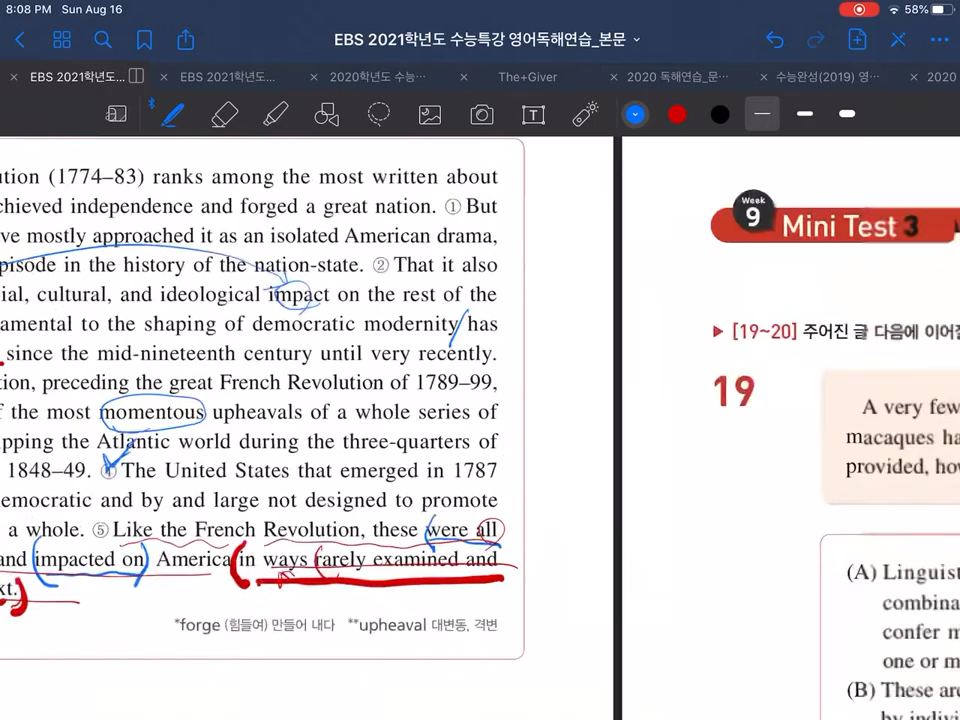 8:08 PM Sun Aug 16
58%
EBS 2021학년도 수능특강 영어독해연습_본문
EBS 2021학년도...
EBS 2021학년도...
2020학년도 수능...
The+Giver
2020 독해연습_문...
수능완성(2019) 영...
2020
ution (1774–83) ranks among the most written about
chieved independence and forged a great nation. ① But
ve mostly approached it as an isolated American drama,
pisode in the history of the nation-state. ② That it also
ial, cultural, and ideological impact on the rest of the
amental to the shaping of democratic modernity has
since the mid-nineteenth century until very recently.
tion, preceding the great French Revolution of 1789–99,
f the most momentous upheavals of a whole series of
pping the Atlantic world during the three-quarters of
1848–49. ④ The United States that emerged in 1787
emocratic and by and large not designed to promote
a whole. ⑤ Like the French Revolution, these were all
and impacted on America in ways rarely examined and
xt.
*forge (힘들여) 만들어 내다 **upheaval 대변동, 격변
Week
9
Mini Test 3
[19~20] 주어진 글 다음에 이어
19
A very few
macaques ha
provided, how
(A) Linguist
combina
confer m
one or m
(B) These are
by indivi